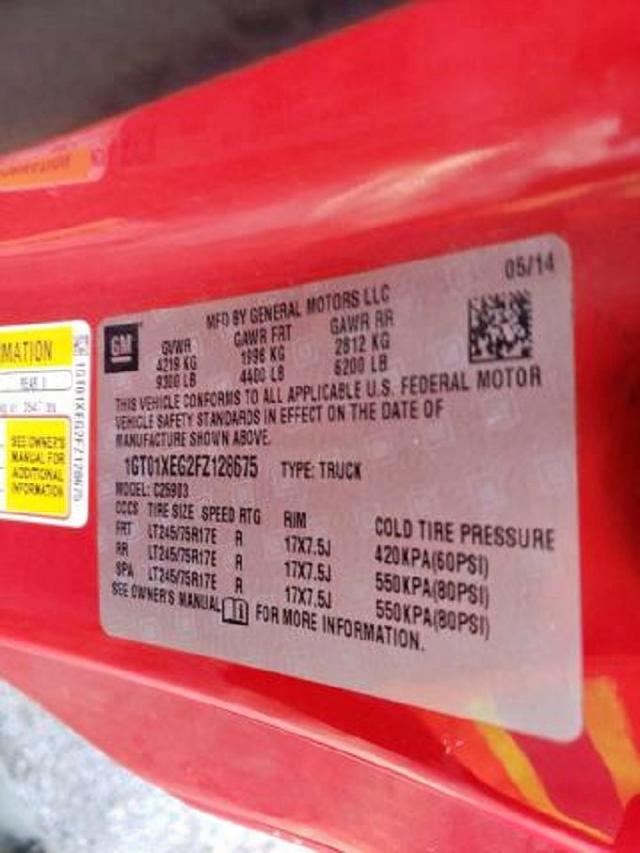 MATION
SEE OWNER'S
MANUAL FOR
ADDITIONAL
INFORMATION
1GT01XEG2FZ128675
05/14
GM
MFD BY GENERAL MOTORS LLC
GVWR GAWR FRT GAWR RR
4219 KG 1996 KG 2812 KG
9300 LB 4400 LB 6200 LB
THIS VEHICLE CONFORMS TO ALL APPLICABLE U.S. FEDERAL MOTOR
VEHICLE SAFETY STANDARDS IN EFFECT ON THE DATE OF
MANUFACTURE SHOWN ABOVE.
1GT01XEG2FZ128675 TYPE: TRUCK
MODEL: C25903
CCCS TIRE SIZE SPEED RTG RIM COLD TIRE PRESSURE
FRT LT245/75R17E R 17X7.5J 420KPA(60PSI)
RR LT245/75R17E R 17X7.5J 550KPA(80PSI)
SPA LT245/75R17E R 17X7.5J 550KPA(80PSI)
SEE OWNER'S MANUAL FOR MORE INFORMATION.